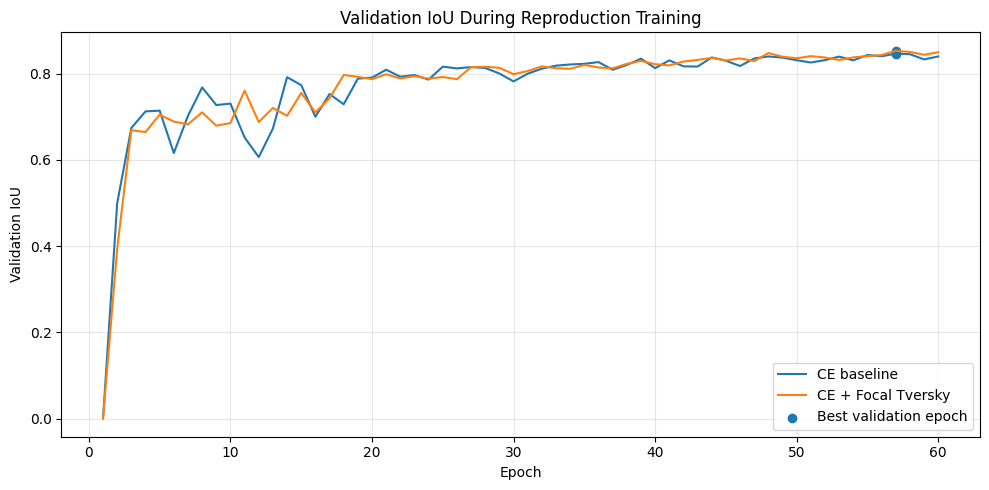 Validation IoU During Reproduction Training
Validation IoU
0.8
0.6
0.4
0.2
0.0
CE baseline
CE + Focal Tversky
Best validation epoch
0 10 20 30 40 50 60
Epoch